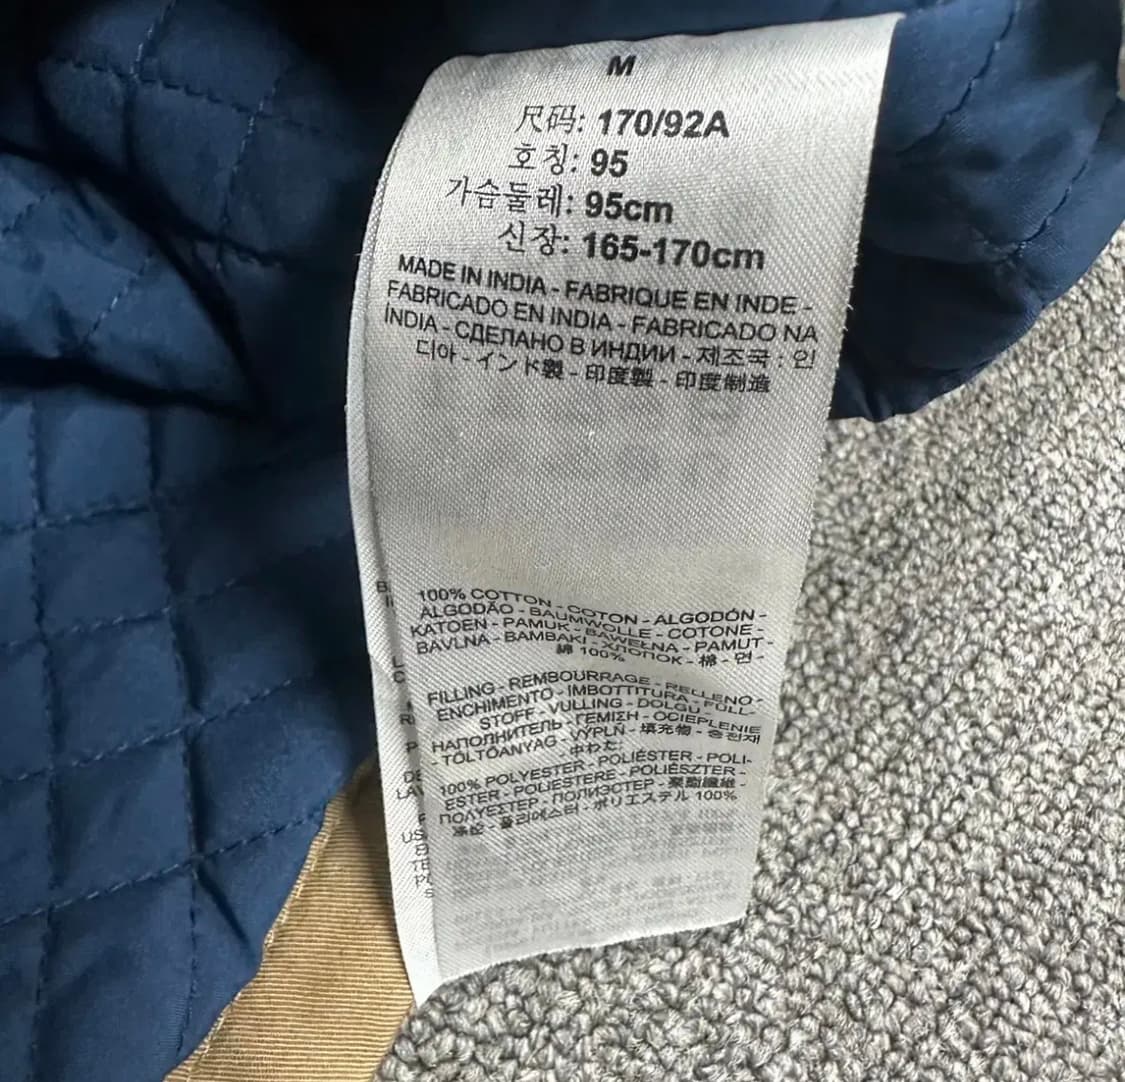 M
尺码: 170/92A
호칭: 95
가슴둘레: 95cm
신장: 165-170cm
MADE IN INDIA - FABRIQUE EN INDE -
FABRICADO EN INDIA - FABRICADO NA
ÍNDIA - СДЕЛАНО В ИНДИИ - 제조국 : 인
디아 - インド製 - 印度製 - 印度制造
100% COTTON - COTON - ALGODÓN -
ALGODÃO - BAUMWOLLE - COTONE -
KATOEN - PAMUK - BAWEŁNA - PAMUT -
BAVLNA - BAMBAKI - ХЛОПОК - 棉 - 면 -
綿 100%
FILLING - REMBOURRAGE - RELLENO -
ENCHIMENTO - IMBOTTITURA - FÜLL-
STOFF - VULLING - DOLGU - OCIEPLENIE
НАПОЛНИТЕЛЬ - ΓΕΜΙΣΗ - 填充物 - 충전재
- TÖLTŐANYAG - VÝPLŇ -
中わた:
100% POLYESTER - POLIÉSTER - POLI-
ESTER - POLIESTERE - POLIÉSZTER -
ΠΟΛΥΕΣΤΕΡ - ПОЛИЭСТЕР - 聚酯纖維 -
- 폴리에스터 - ポリエステル 100%